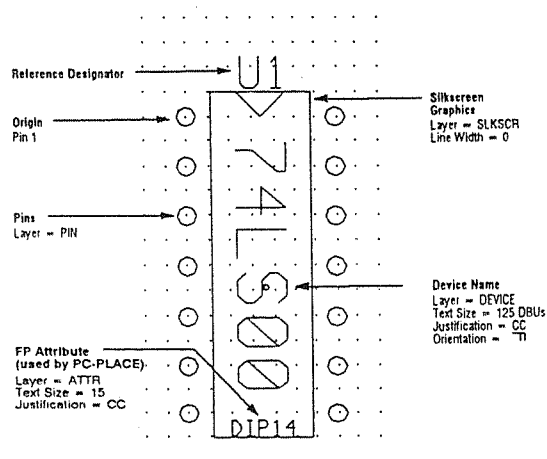 U1
Reference Designator
Silkscreen
Graphics
Layer = SLKSCR
Line Width = 0
Origin
Pin 1
74LS00
Pins
Layer = PIN
Device Name
Layer = DEVICE
Text Size = 125 DBUs
Justification = CC
Orientation =
FP Attribute
(used by PC-PLACE)
Layer = ATTR
Text Size = 15
Justification = CC
DIP14